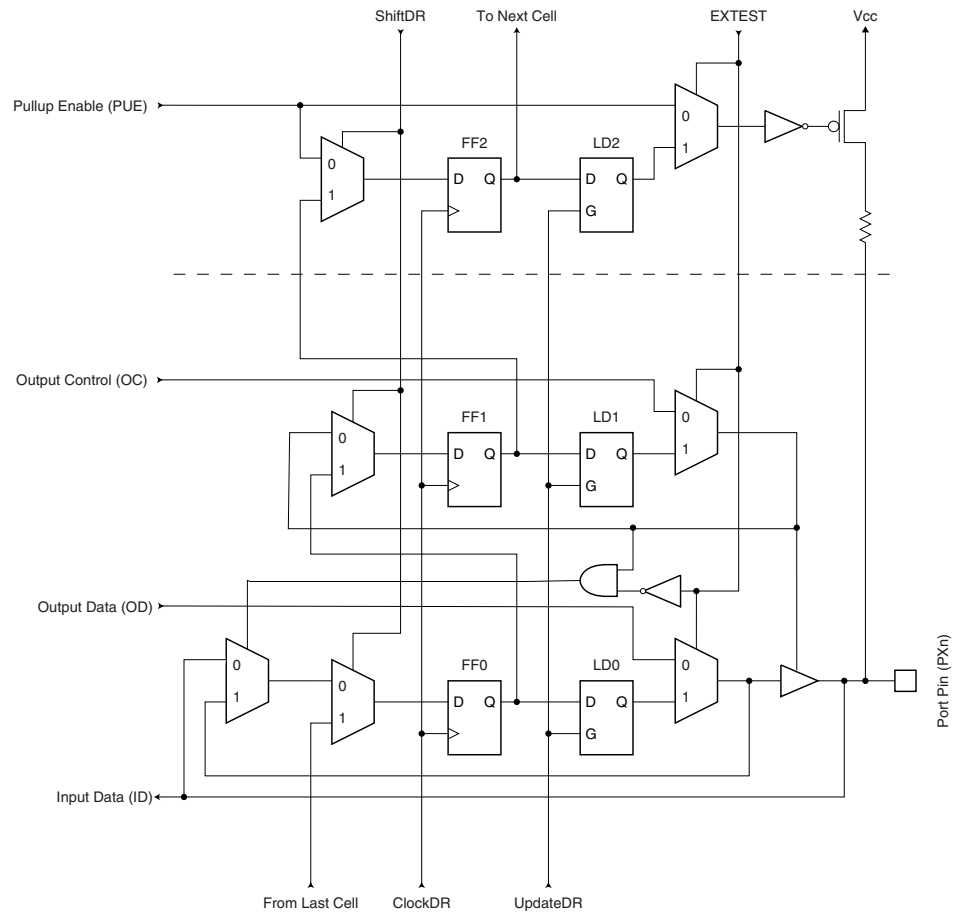 ShiftDR
To Next Cell
EXTEST
Vcc
Pullup Enable (PUE)
0
1
FF2
D Q
LD2
D Q
G
0
1
Output Control (OC)
0
1
FF1
D Q
LD1
D Q
G
0
1
Output Data (OD)
0
1
0
1
FF0
D Q
LD0
D Q
G
0
1
Port Pin (PXn)
Input Data (ID)
From Last Cell
ClockDR
UpdateDR